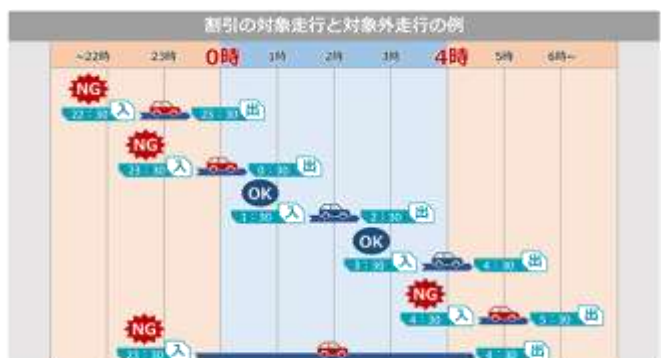 割引の対象走行と対象外走行の例
~22時 23時 0時 1時 2時 3時 4時 5時 6時~
NG
22:30 入 23:30 出
NG
23:30 入 0:30 出
OK
1:30 入 2:30 出
OK
3:30 入 4:30 出
NG
4:30 入 5:30 出
NG
23:30 入 4:30 出